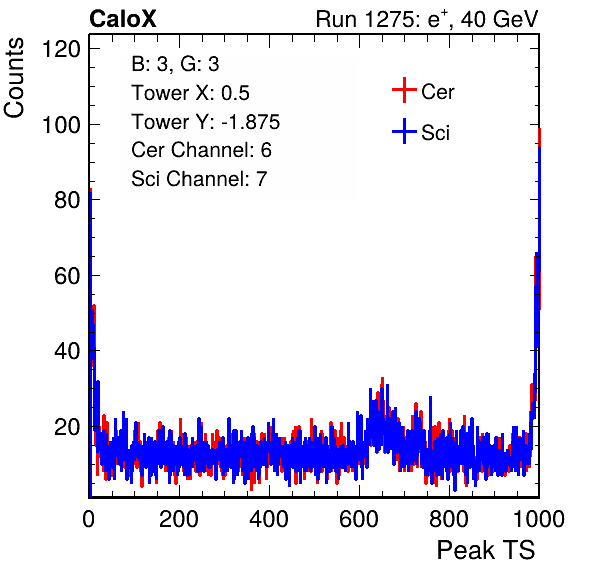 CaloX Run 1275: e⁺, 40 GeV
Counts
120
100
80
60
40
20
B: 3, G: 3
Tower X: 0.5
Tower Y: -1.875
Cer Channel: 6
Sci Channel: 7
Cer
Sci
0 200 400 600 800 1000
Peak TS